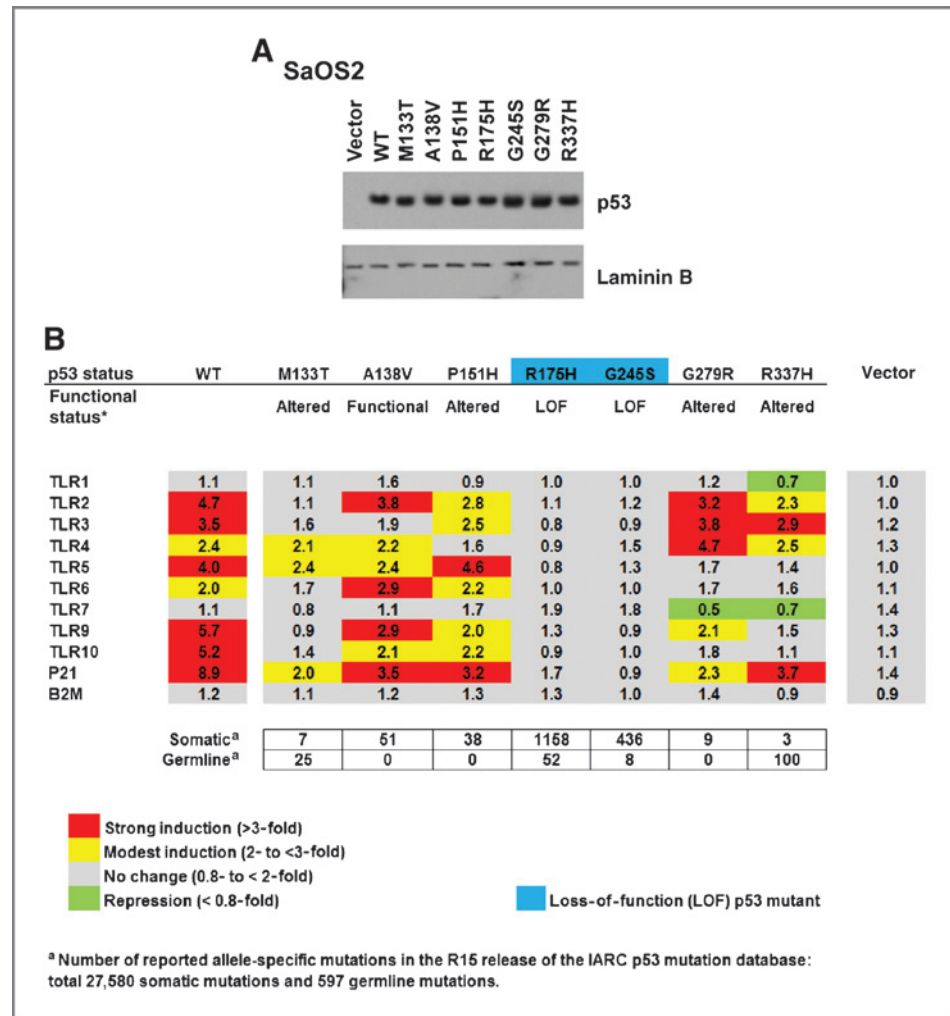 A SaOS2
Vector WT M133T A138V P151H R175H G245S G279R R337H
p53
Laminin B
B
p53 status WT M133T A138V P151H R175H G245S G279R R337H Vector
Functional status* Altered Functional Altered LOF LOF Altered Altered
TLR1 1.1 1.1 1.6 0.9 1.0 1.0 1.2 0.7 1.0
TLR2 4.7 1.1 3.8 2.8 1.1 1.2 3.2 2.3 1.0
TLR3 3.5 1.6 1.9 2.5 0.8 0.9 3.8 2.9 1.2
TLR4 2.4 2.1 2.2 1.6 0.9 1.5 4.7 2.5 1.3
TLR5 4.0 2.4 2.4 4.6 0.8 1.3 1.7 1.4 1.0
TLR6 2.0 1.7 2.9 2.2 1.0 1.0 1.7 1.6 1.1
TLR7 1.1 0.8 1.1 1.7 1.9 1.8 0.5 0.7 1.4
TLR9 5.7 0.9 2.9 2.0 1.3 0.9 2.1 1.5 1.3
TLR10 5.2 1.4 2.1 2.2 0.9 1.0 1.8 1.1 1.1
P21 8.9 2.0 3.5 3.2 1.7 0.9 2.3 3.7 1.4
B2M 1.2 1.1 1.2 1.3 1.3 1.0 1.4 0.9 0.9
Somatic a 7 51 38 1158 436 9 3
Germline a 25 0 0 52 8 0 100
Strong induction (>3-fold)
Modest induction (2- to <3-fold)
No change (0.8- to < 2-fold)
Repression (< 0.8-fold)
Loss-of-function (LOF) p53 mutant
a Number of reported allele-specific mutations in the R15 release of the IARC p53 mutation database:
total 27,580 somatic mutations and 597 germline mutations.